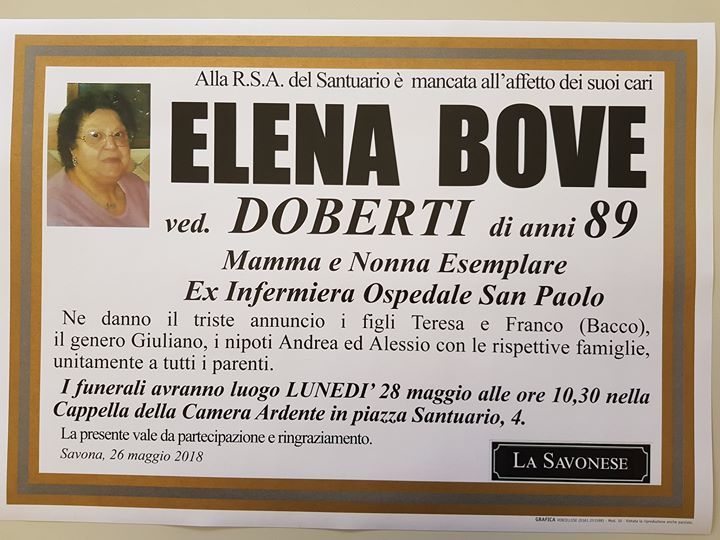 Alla R.S.A. del Santuario è mancata all'affetto dei suoi cari
ELENA BOVE
ved. DOBERTI di anni 89
Mamma e Nonna Esemplare
Ex Infermiera Ospedale San Paolo
Ne danno il triste annuncio i figli Teresa e Franco (Bacco),
il genero Giuliano, i nipoti Andrea ed Alessio con le rispettive famiglie,
unitamente a tutti i parenti.
I funerali avranno luogo LUNEDI' 28 maggio alle ore 10,30 nella
Cappella della Camera Ardente in piazza Santuario, 4.
La presente vale da partecipazione e ringraziamento.
Savona, 26 maggio 2018
LA SAVONESE
GRAFICA